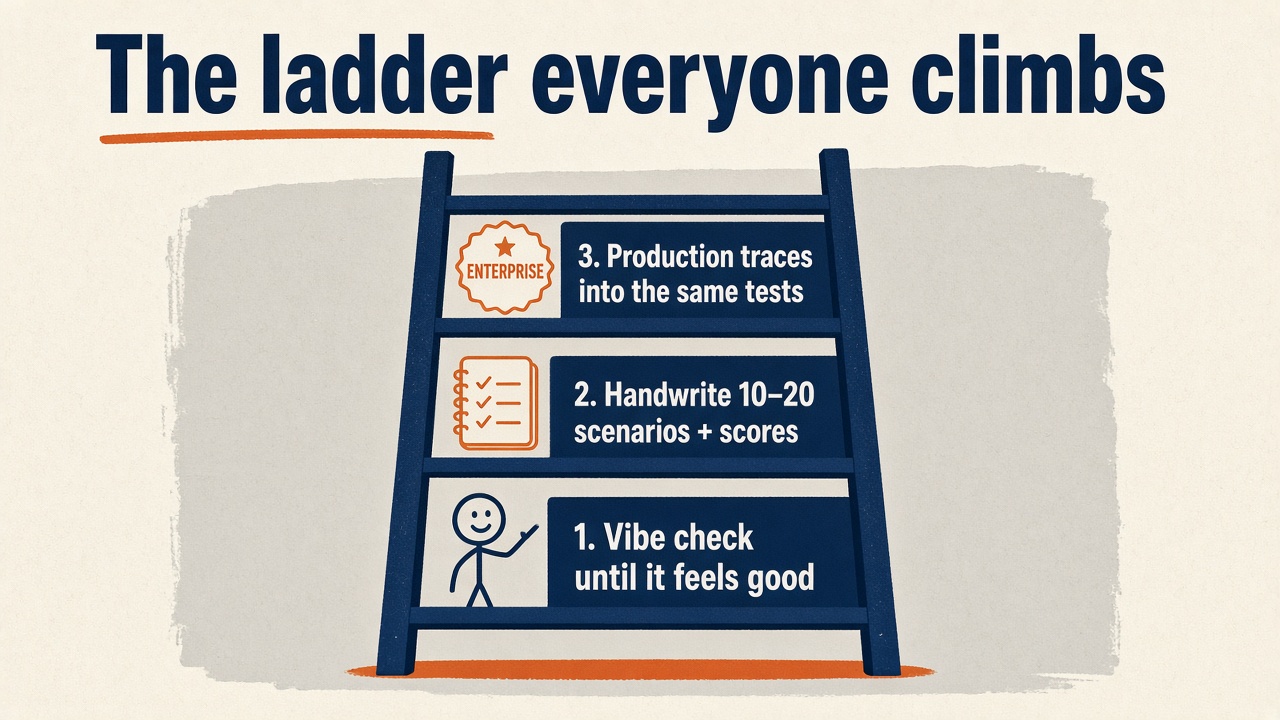 The ladder everyone climbs
ENTERPRISE
3. Production traces
into the same tests
2. Handwrite 10–20
scenarios + scores
1. Vibe check
until it feels good